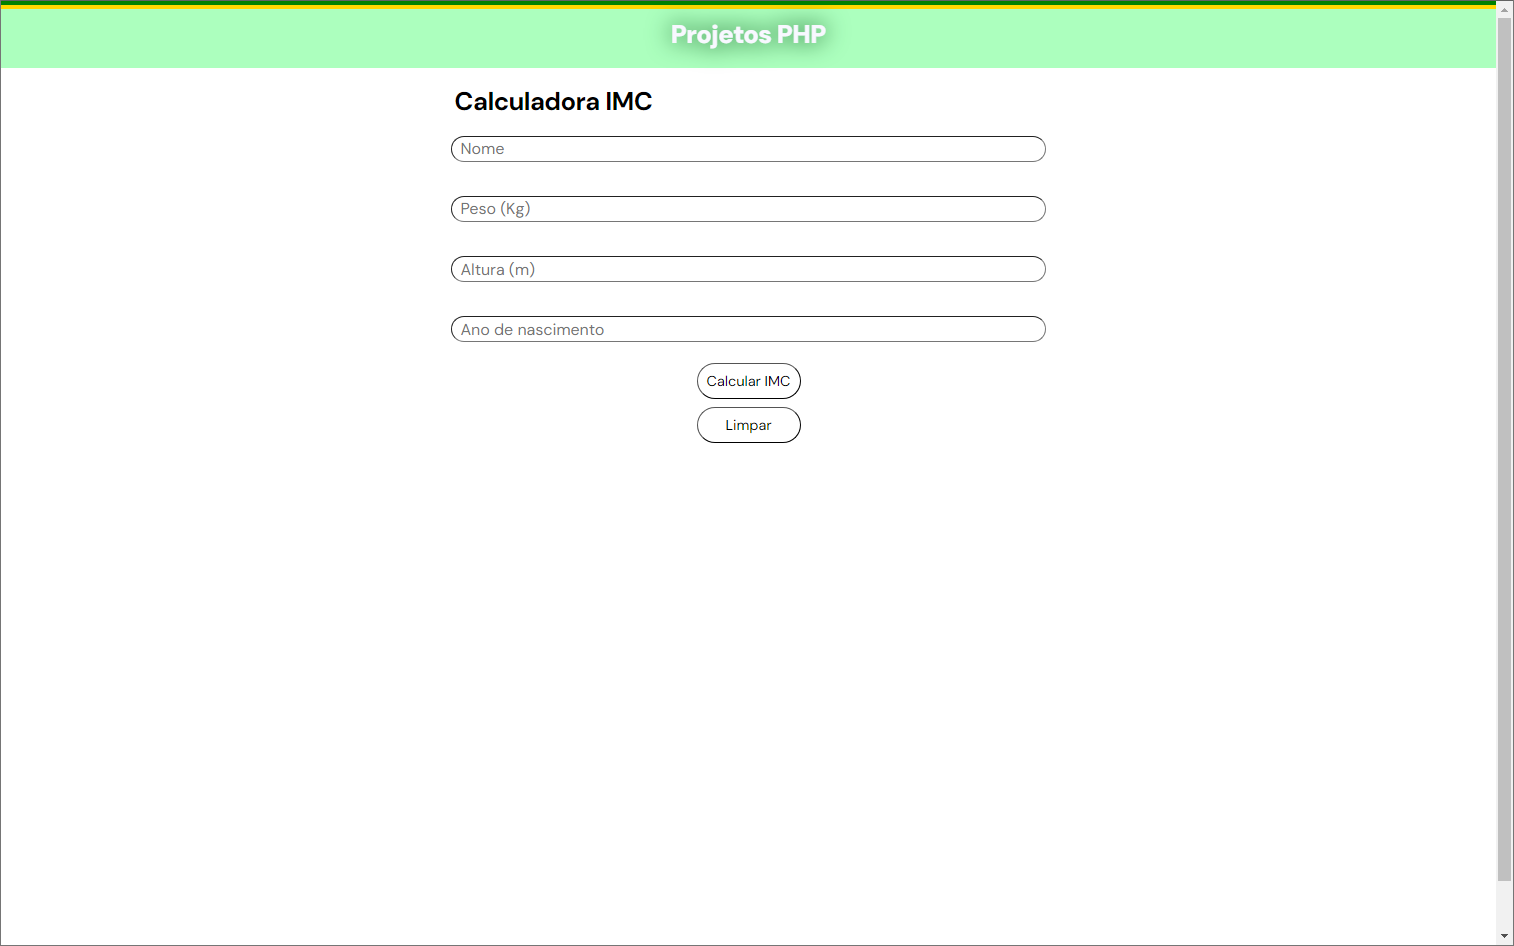 Projetos PHP
Calculadora IMC
Nome
Peso (Kg)
Altura (m)
Ano de nascimento
Calcular IMC
Limpar